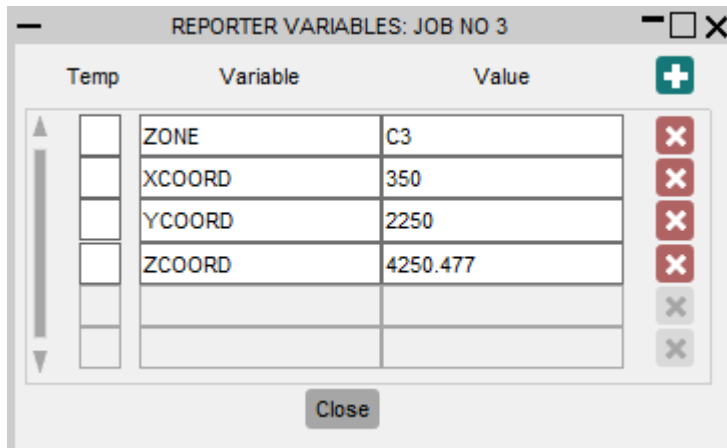 REPORTER VARIABLES: JOB NO 3
Temp Variable Value
ZONE C3
XCOORD 350
YCOORD 2250
ZCOORD 4250.477
Close